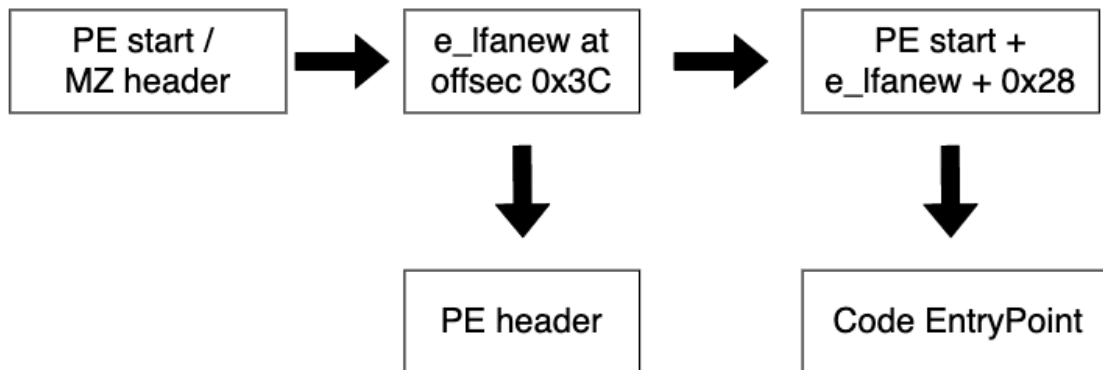 PE start /
MZ header
e_lfanew at
offsec 0x3C
PE start +
e_lfanew + 0x28
PE header
Code EntryPoint